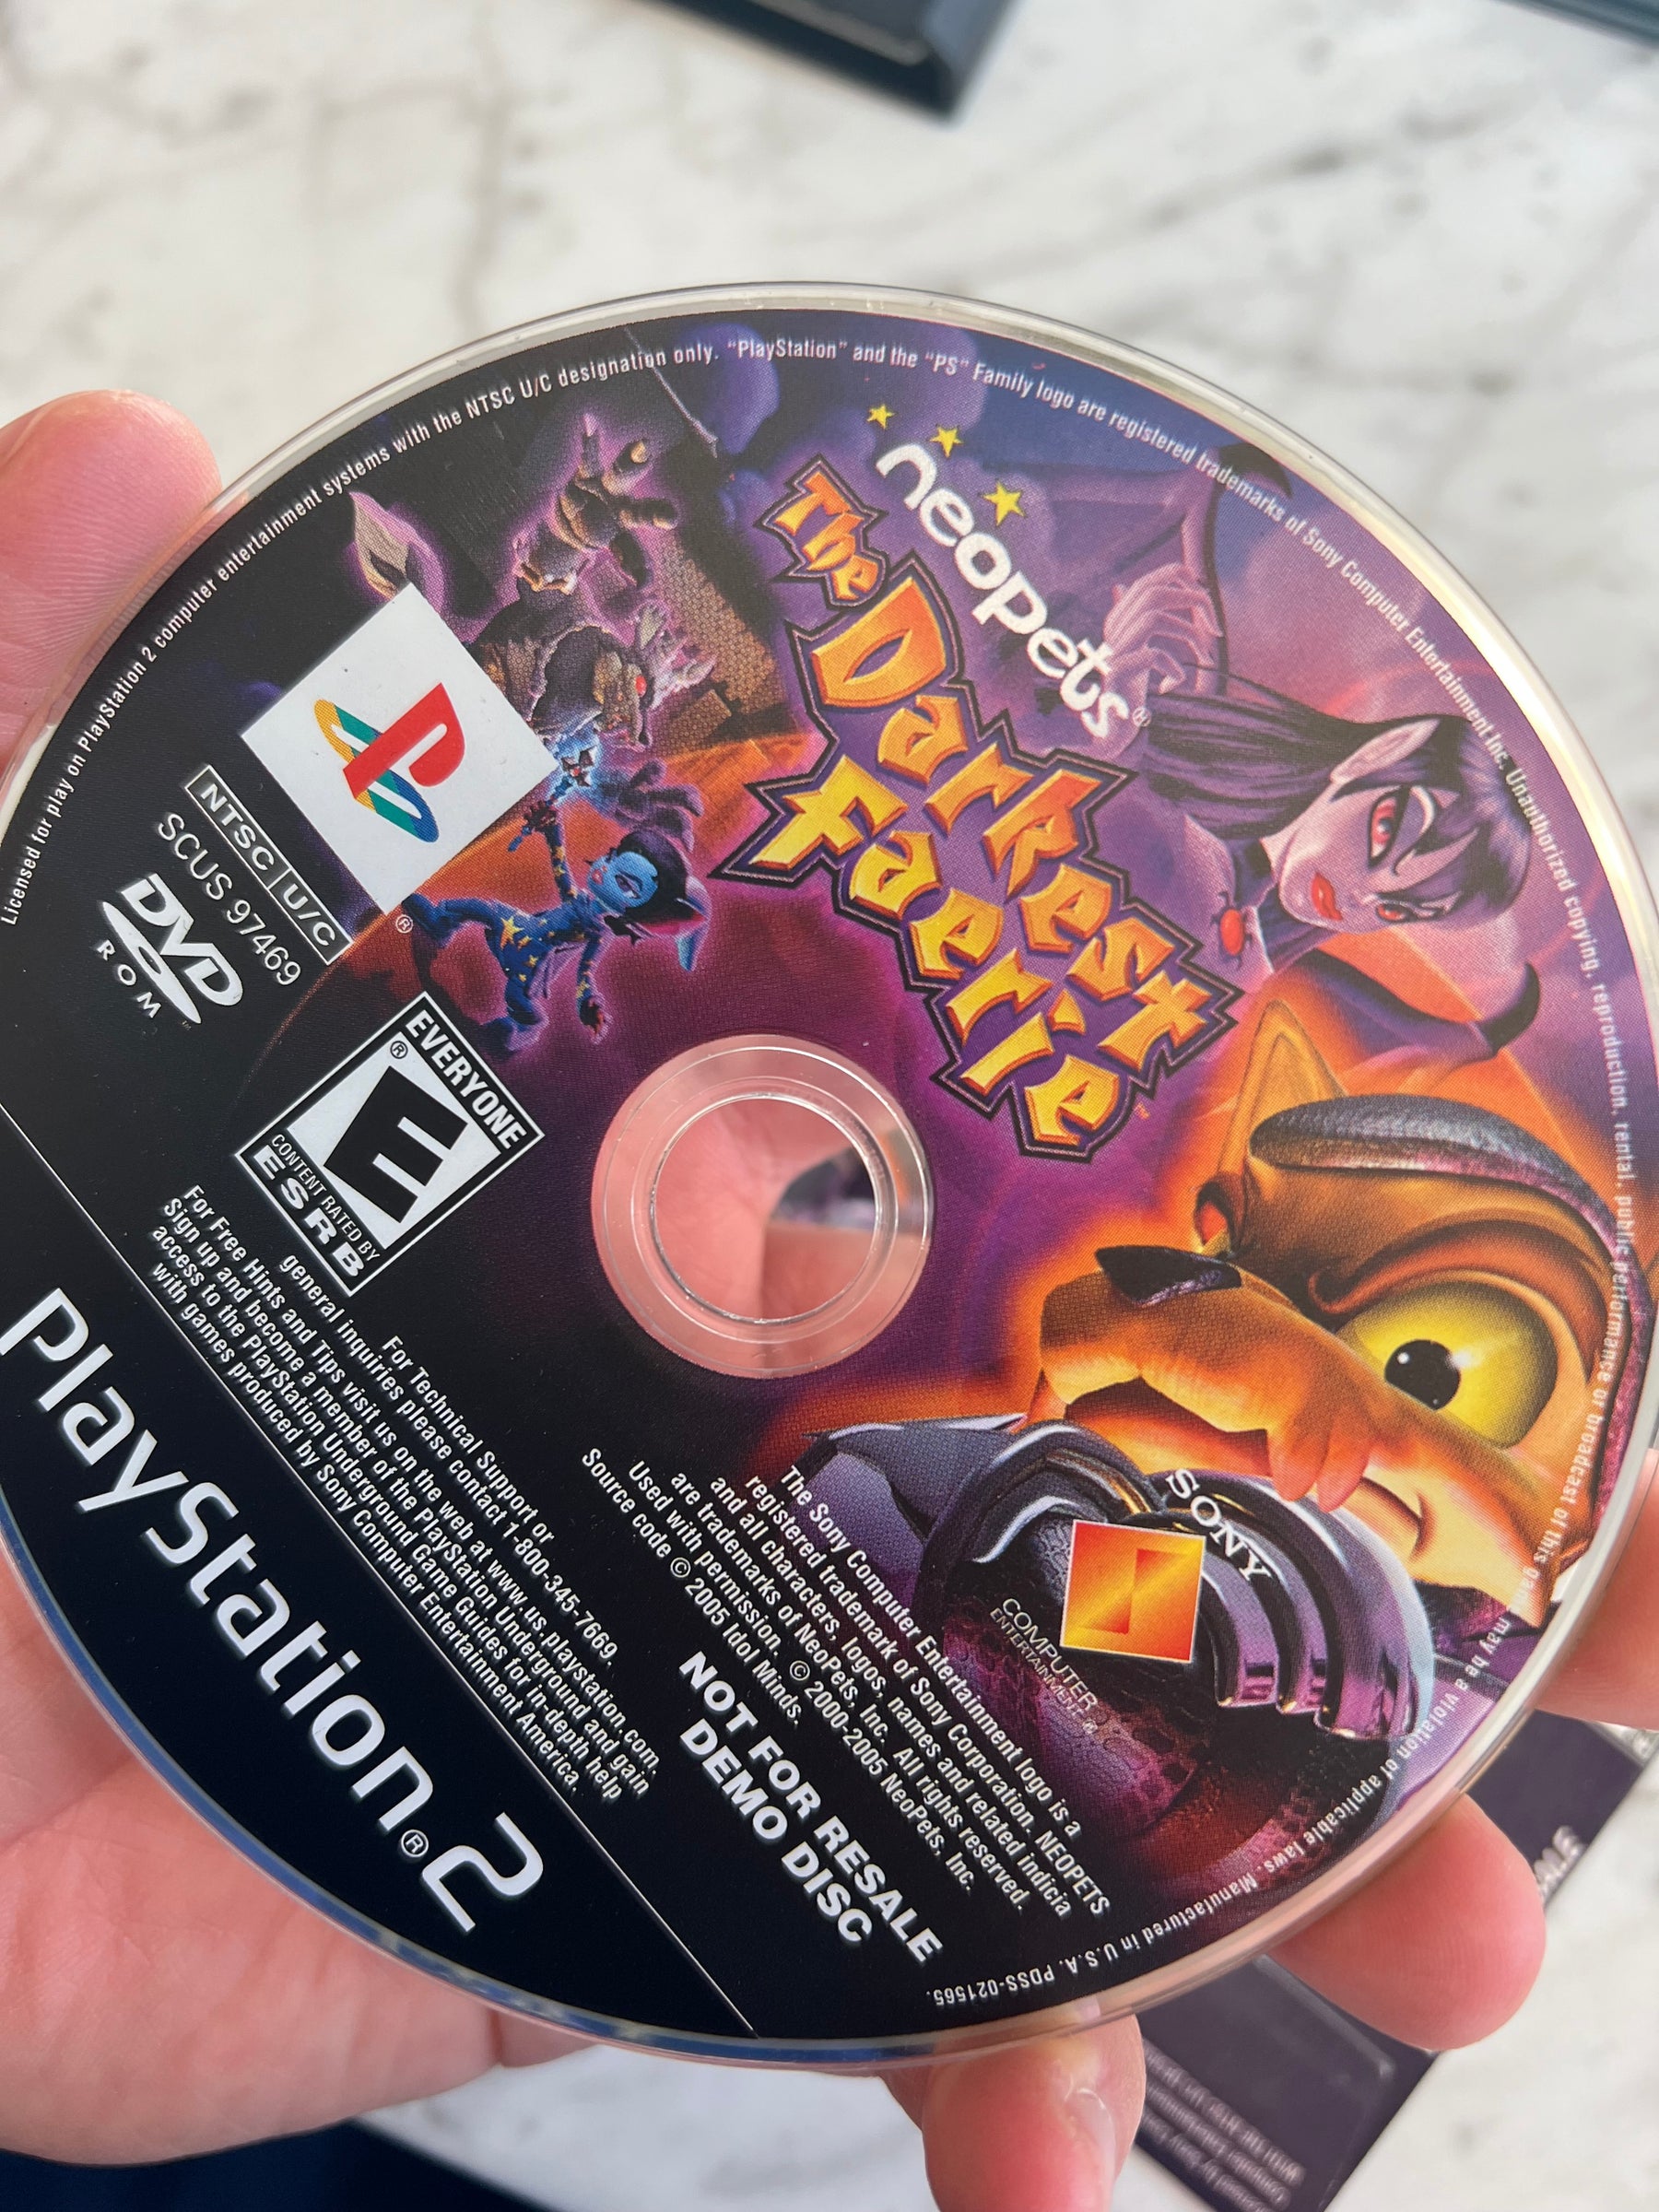 Licensed for play on PlayStation 2 computer entertainment systems with the NTSC U/C designation only. “PlayStation” and the “PS” Family logo are registered trademarks of Sony Computer Entertainment Inc. Unauthorized copying, reproduction, rental, public performance or broadcast of this game may be a violation of applicable laws. Manufactured in U.S.A. PDSS-021565.
neopets®
The
Darkest
Faerie™
®
NTSC U/C
SCUS 97469
DVD
ROM™
EVERYONE
E®
CONTENT RATED BY
ESRB
For Technical Support or
general inquiries please contact 1-800-345-7669.
For Free Hints and Tips visit us on the web at www.us.playstation.com.
Sign up and become a member of the PlayStation Underground and gain
access to the PlayStation Underground Game Guides for in-depth help
with games produced by Sony Computer Entertainment America.
SONY
COMPUTER
ENTERTAINMENT®
The Sony Computer Entertainment logo is a
registered trademark of Sony Corporation. NEOPETS
and all characters, logos, names and related indicia
are trademarks of NeoPets, Inc. All rights reserved.
Used with permission. © 2000-2005 NeoPets, Inc.
Source code © 2005 Idol Minds.
NOT FOR RESALE
DEMO DISC
PlayStation®2